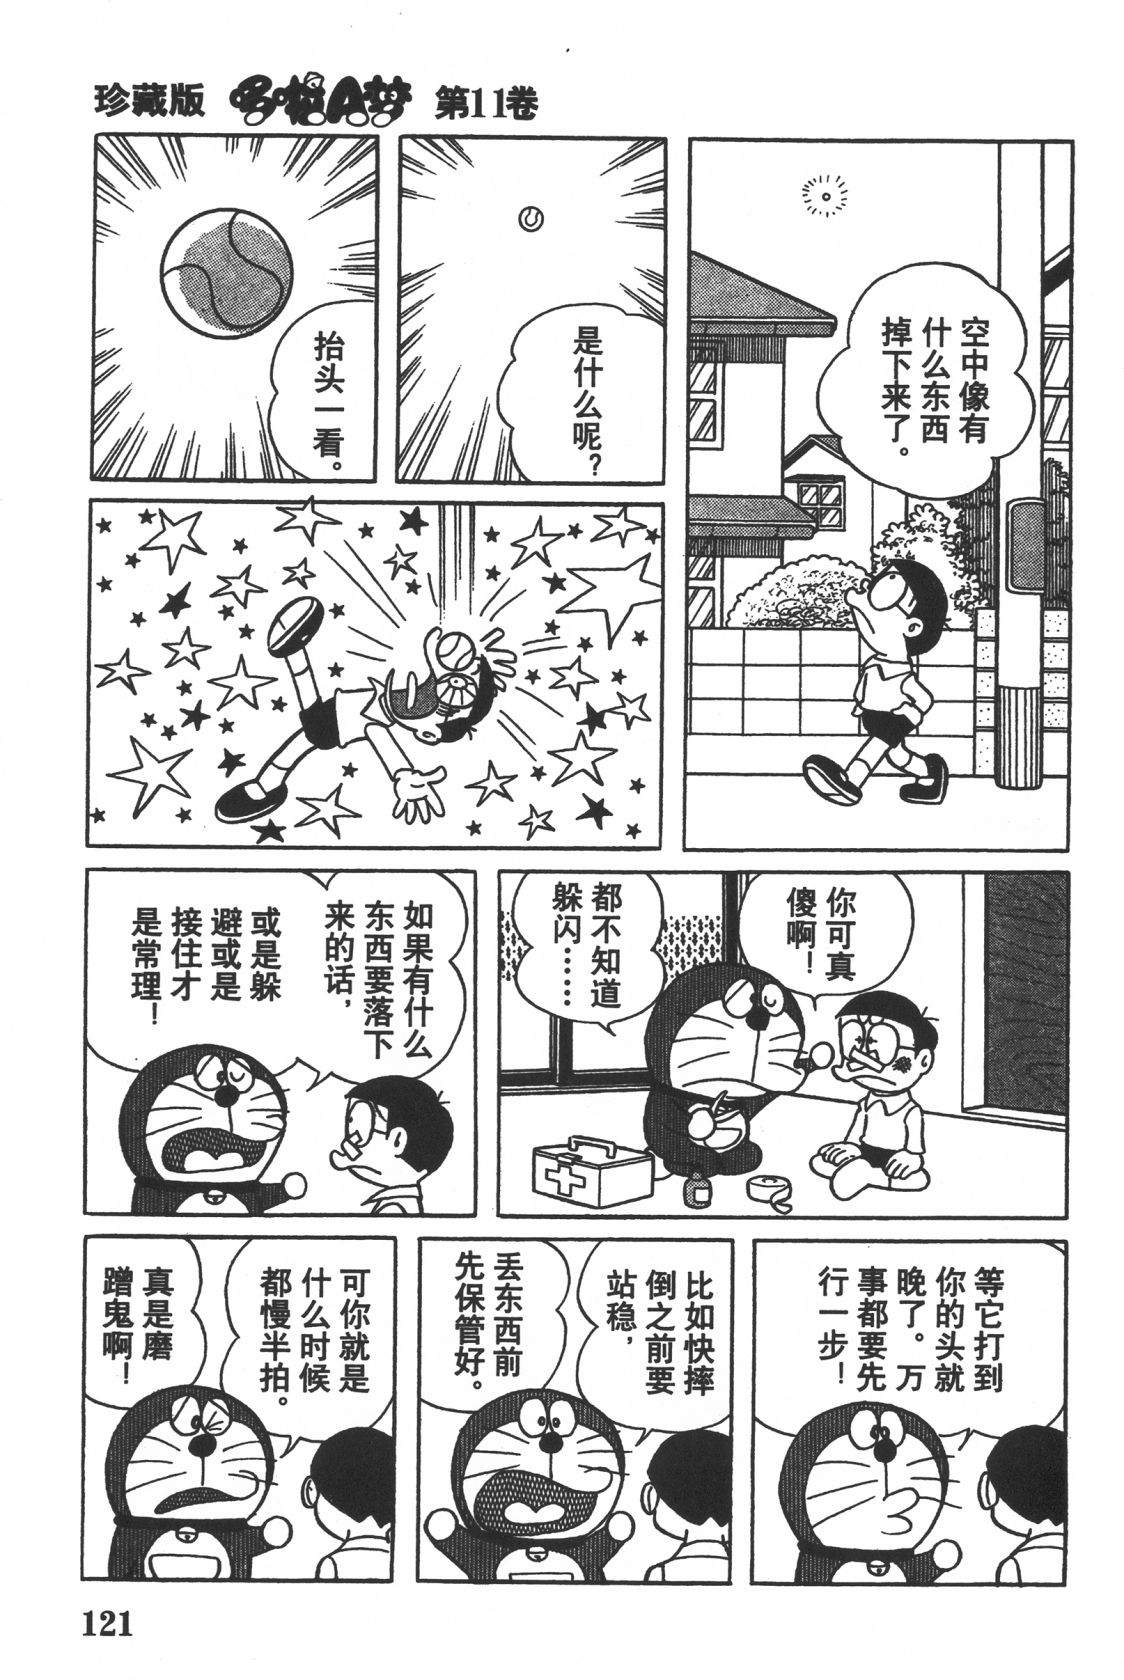 珍藏版 哆啦A梦 第11卷
空中像有
什么东西
掉下来了。
是什么呢？
抬头一看。
你可真
傻啊！
都不知道
躲闪……
如果有什么
东西要落下
来的话，
或是躲
避或是
接住才
是常理！
等它打到
你的头就
晚了。万
事都要先
行一步！
比如快摔
倒之前要
站稳，
丢东西前
先保管好。
可你就是
什么时候
都慢半拍。
真是磨
蹭鬼啊！
121